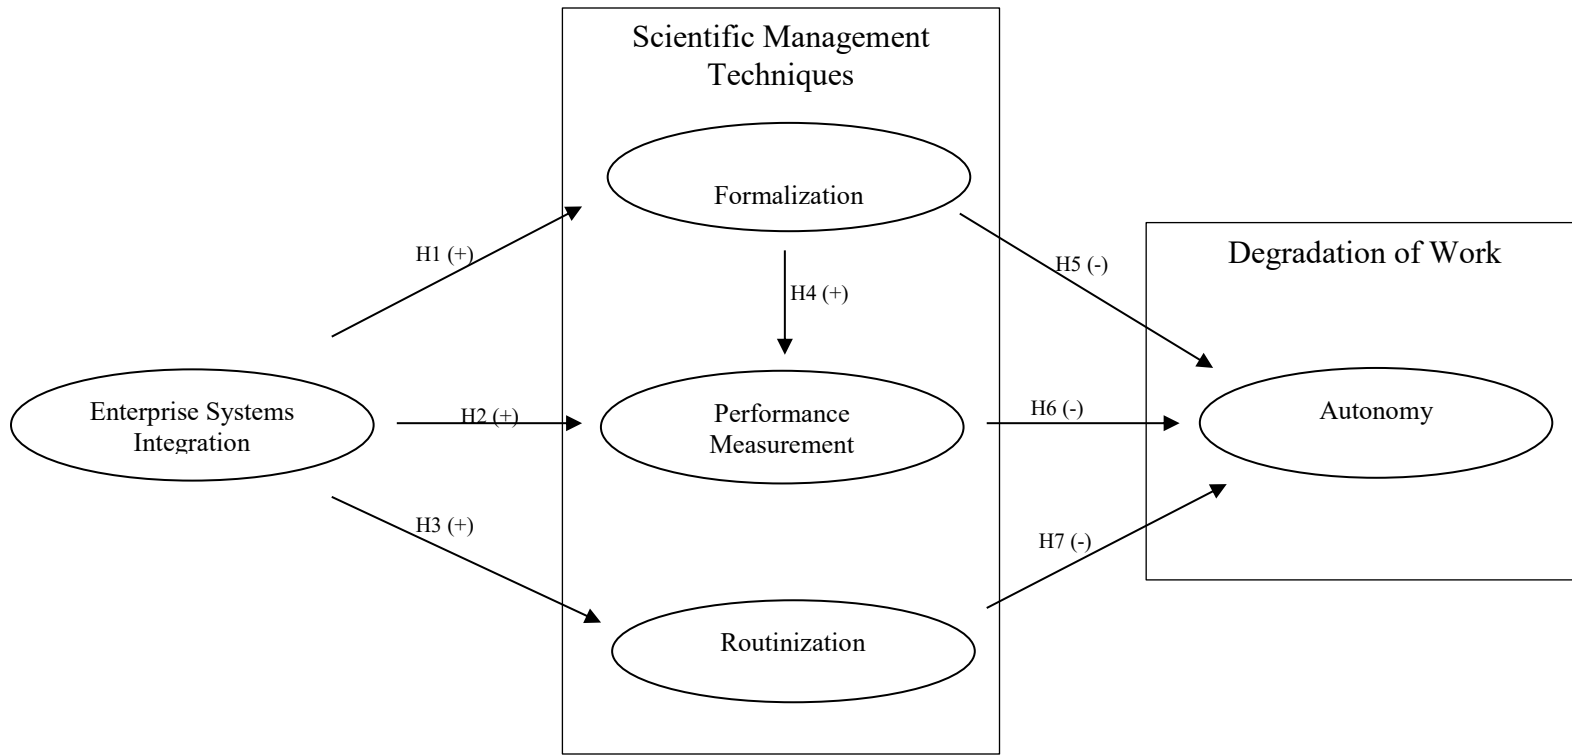 Scientific Management
Techniques
Formalization
H1 (+)
H5 (-)
Degradation of Work
H4 (+)
Enterprise Systems
Integration
H2 (+)
Performance
Measurement
H6 (-)
Autonomy
H3 (+)
H7 (-)
Routinization